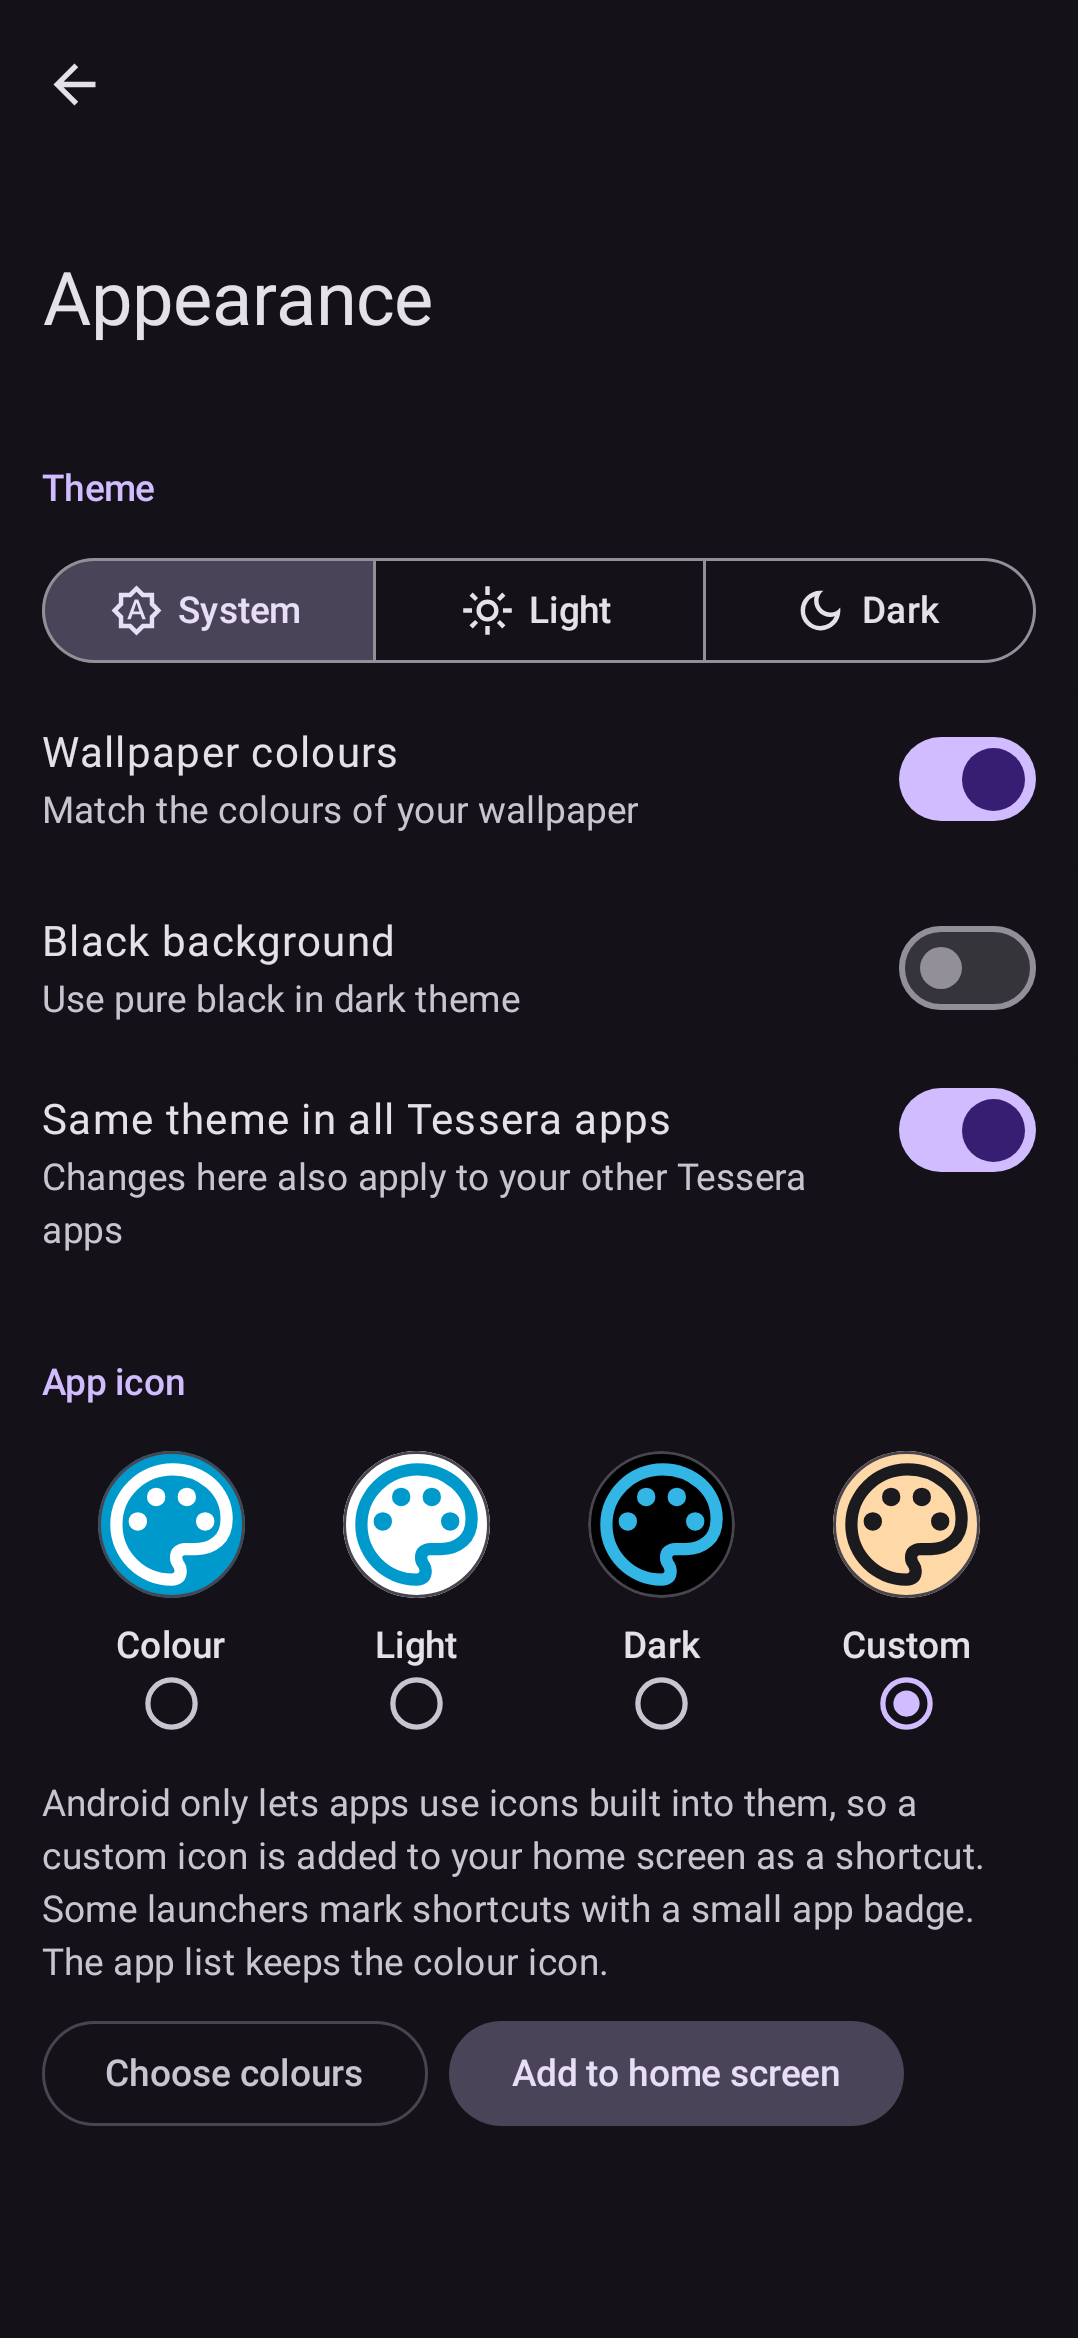 Appearance
Theme
System
Light
Dark
Wallpaper colours
Match the colours of your wallpaper
Black background
Use pure black in dark theme
Same theme in all Tessera apps
Changes here also apply to your other Tessera
apps
App icon
Colour
Light
Dark
Custom
Android only lets apps use icons built into them, so a
custom icon is added to your home screen as a shortcut.
Some launchers mark shortcuts with a small app badge.
The app list keeps the colour icon.
Choose colours
Add to home screen